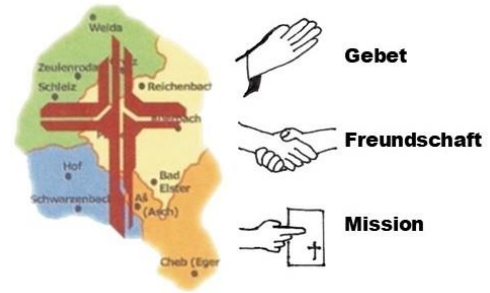 Weida
Zeulenroda
Schleiz
Reichenbach
Hof
Bad
Elster
Schwarzenbach
Aš
(Asch)
Cheb (Eger
Gebet
Freundschaft
Mission